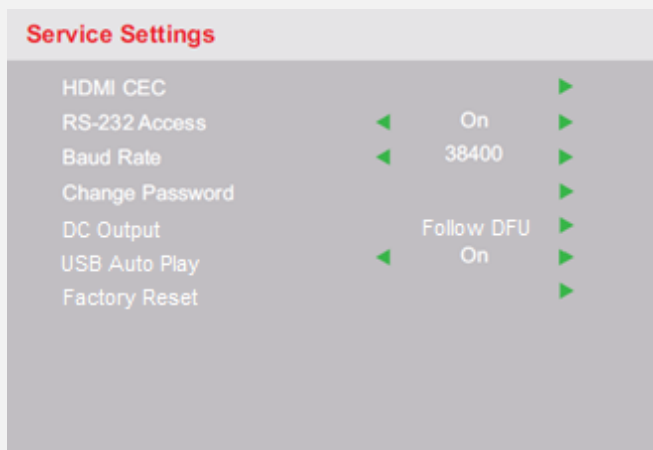 Service Settings
HDMI CEC
RS-232 Access On
Baud Rate 38400
Change Password
DC Output Follow DFU
USB Auto Play On
Factory Reset